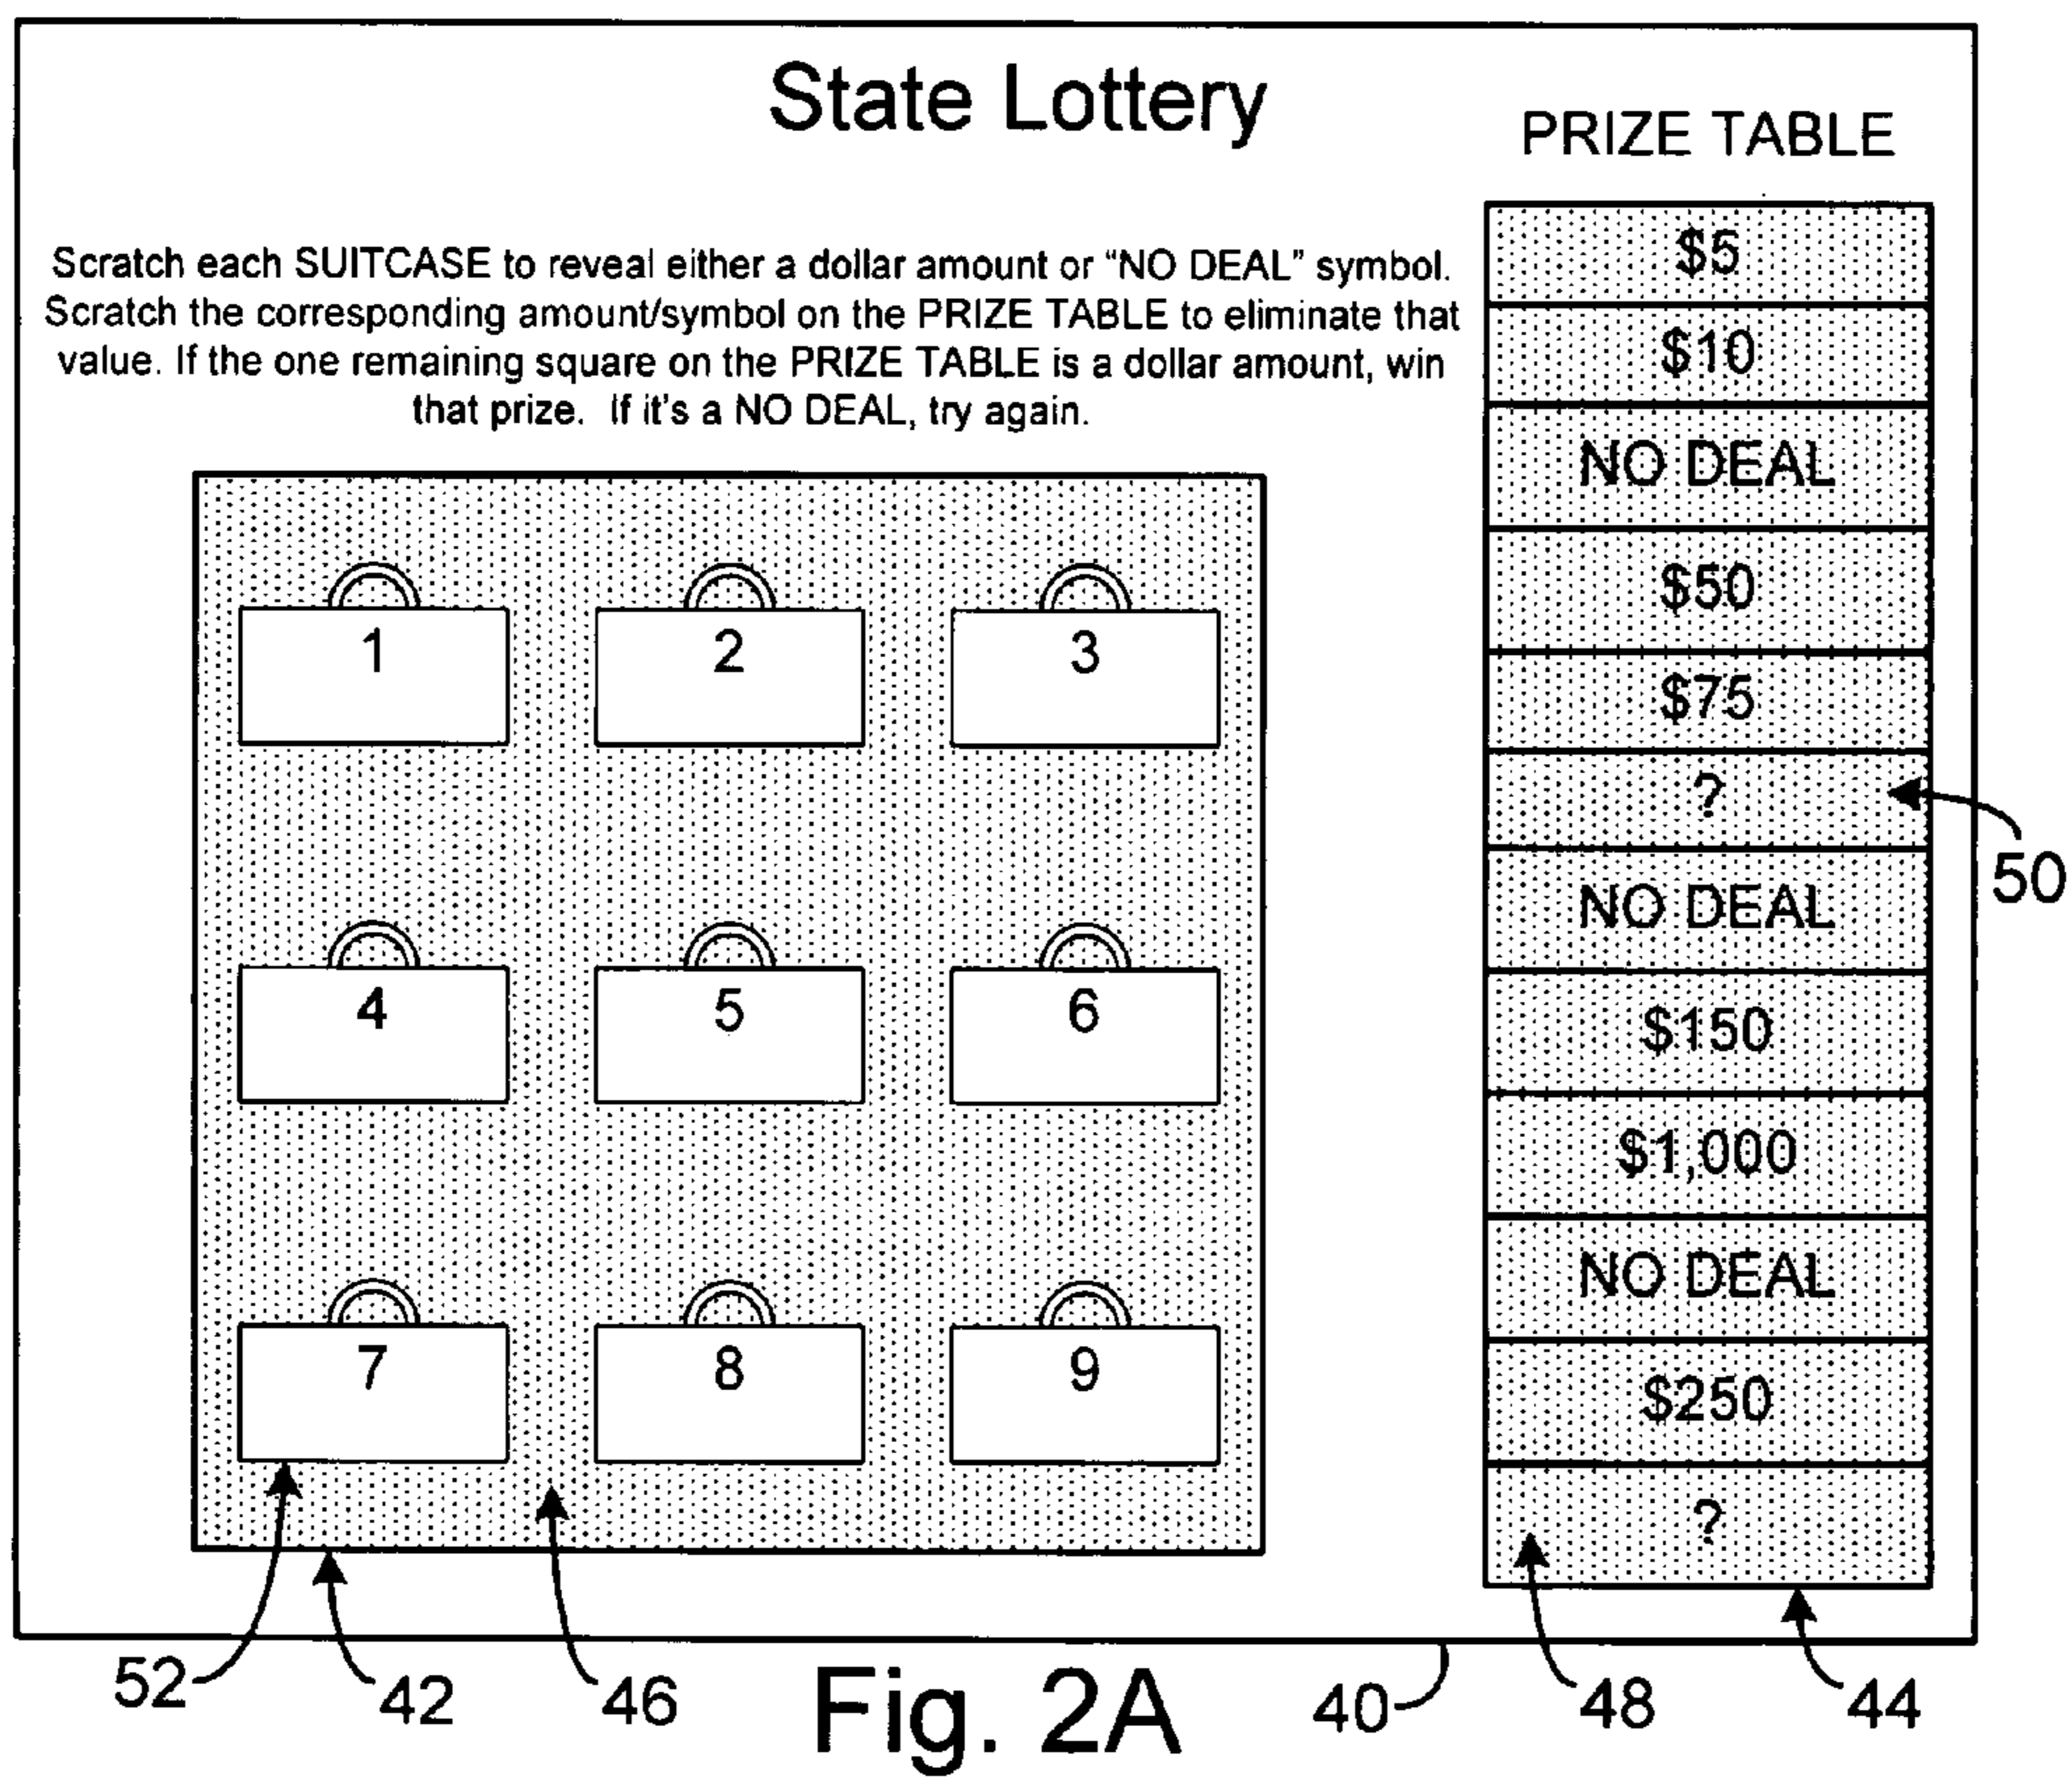 State Lottery
PRIZE TABLE
Scratch each SUITCASE to reveal either a dollar amount or “NO DEAL” symbol.
Scratch the corresponding amount/symbol on the PRIZE TABLE to eliminate that
value. If the one remaining square on the PRIZE TABLE is a dollar amount, win
that prize. If it's a NO DEAL, try again.
1
2
3
4
5
6
7
8
9
$5
$10
NO DEAL
$50
$75
?
NO DEAL
$150
$1,000
NO DEAL
$250
?
50
52
42
46
40
48
44
Fig. 2A